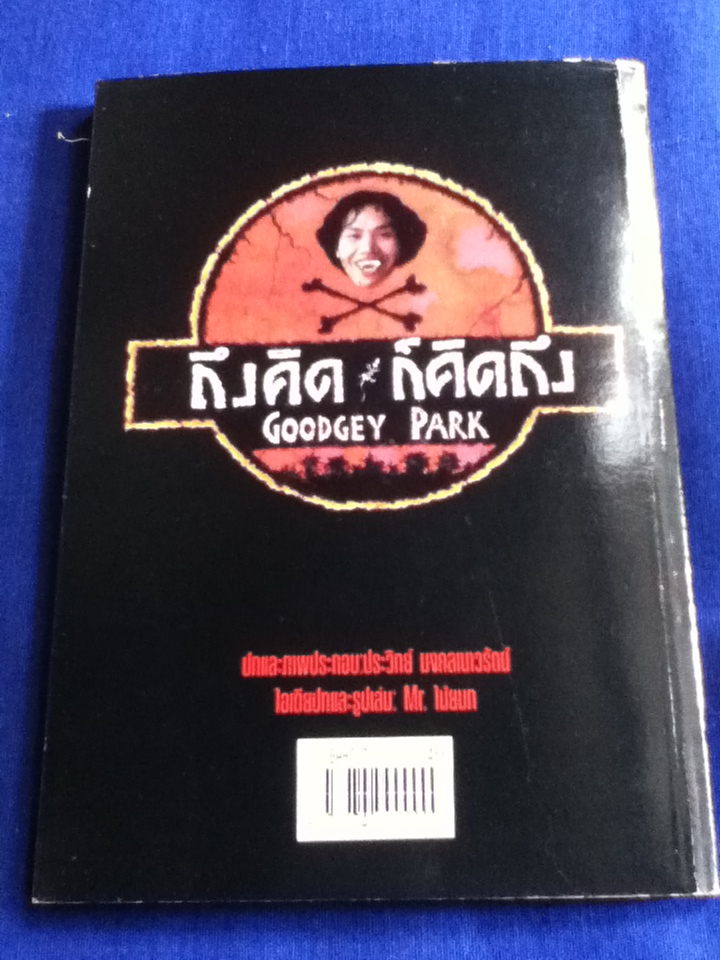 ถึงคิด ก็คิดถึง
GOODGEY PARK
ปกและภาพประกอบ:ประวิทย์ มงคลเนาวรัตน์
ไอเดียปกและรูปเล่ม: Mr. ไม่ยมก